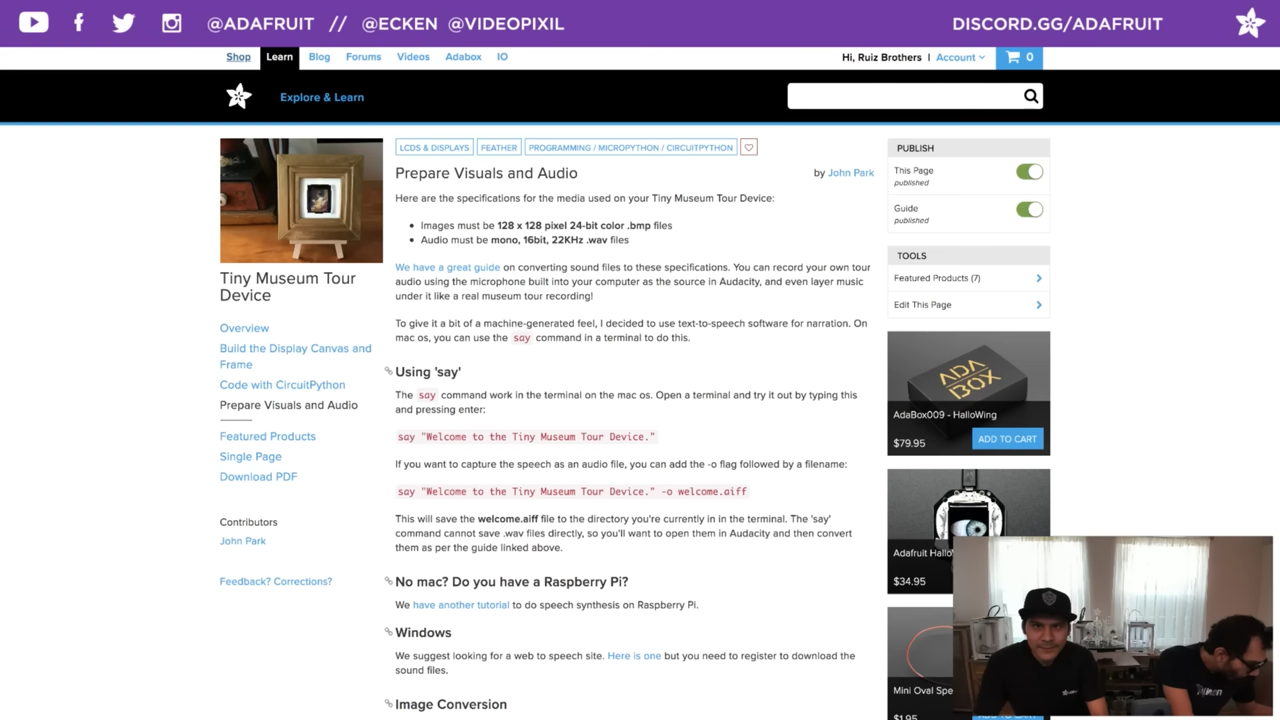 @ADAFRUIT // @ECKEN @VIDEOPIXIL
DISCORD.GG/ADAFRUIT
Shop Learn Blog Forums Videos Adabox IO
Hi, Ruiz Brothers | Account 0
Explore & Learn
LCDS & DISPLAYS FEATHER PROGRAMMING / MICROPYTHON / CIRCUITPYTHON
Prepare Visuals and Audio
by John Park
Here are the specifications for the media used on your Tiny Museum Tour Device:
Images must be 128 x 128 pixel 24-bit color .bmp files
Audio must be mono, 16bit, 22KHz .wav files
We have a great guide on converting sound files to these specifications. You can record your own tour
audio using the microphone built into your computer as the source in Audacity, and even layer music
under it like a real museum tour recording!
To give it a bit of a machine-generated feel, I decided to use text-to-speech software for narration. On
mac os, you can use the say command in a terminal to do this.
Using 'say'
The say command work in the terminal on the mac os. Open a terminal and try it out by typing this
and pressing enter:
say "Welcome to the Tiny Museum Tour Device."
If you want to capture the speech as an audio file, you can add the -o flag followed by a filename:
say "Welcome to the Tiny Museum Tour Device." -o welcome.aiff
This will save the welcome.aiff file to the directory you're currently in in the terminal. The 'say'
command cannot save .wav files directly, so you'll want to open them in Audacity and then convert
them as per the guide linked above.
No mac? Do you have a Raspberry Pi?
We have another tutorial to do speech synthesis on Raspberry Pi.
Windows
We suggest looking for a web to speech site. Here is one but you need to register to download the
sound files.
Image Conversion
Tiny Museum Tour
Device
Overview
Build the Display Canvas and
Frame
Code with CircuitPython
Prepare Visuals and Audio
Featured Products
Single Page
Download PDF
Contributors
John Park
Feedback? Corrections?
PUBLISH
This Page
published
Guide
published
TOOLS
Featured Products (7)
Edit This Page
ADA
BOX
AdaBox009 - HalloWing
$79.95
ADD TO CART
Adafruit Hallo
$34.95
Mini Oval Spe
$1.95
ADD TO CART